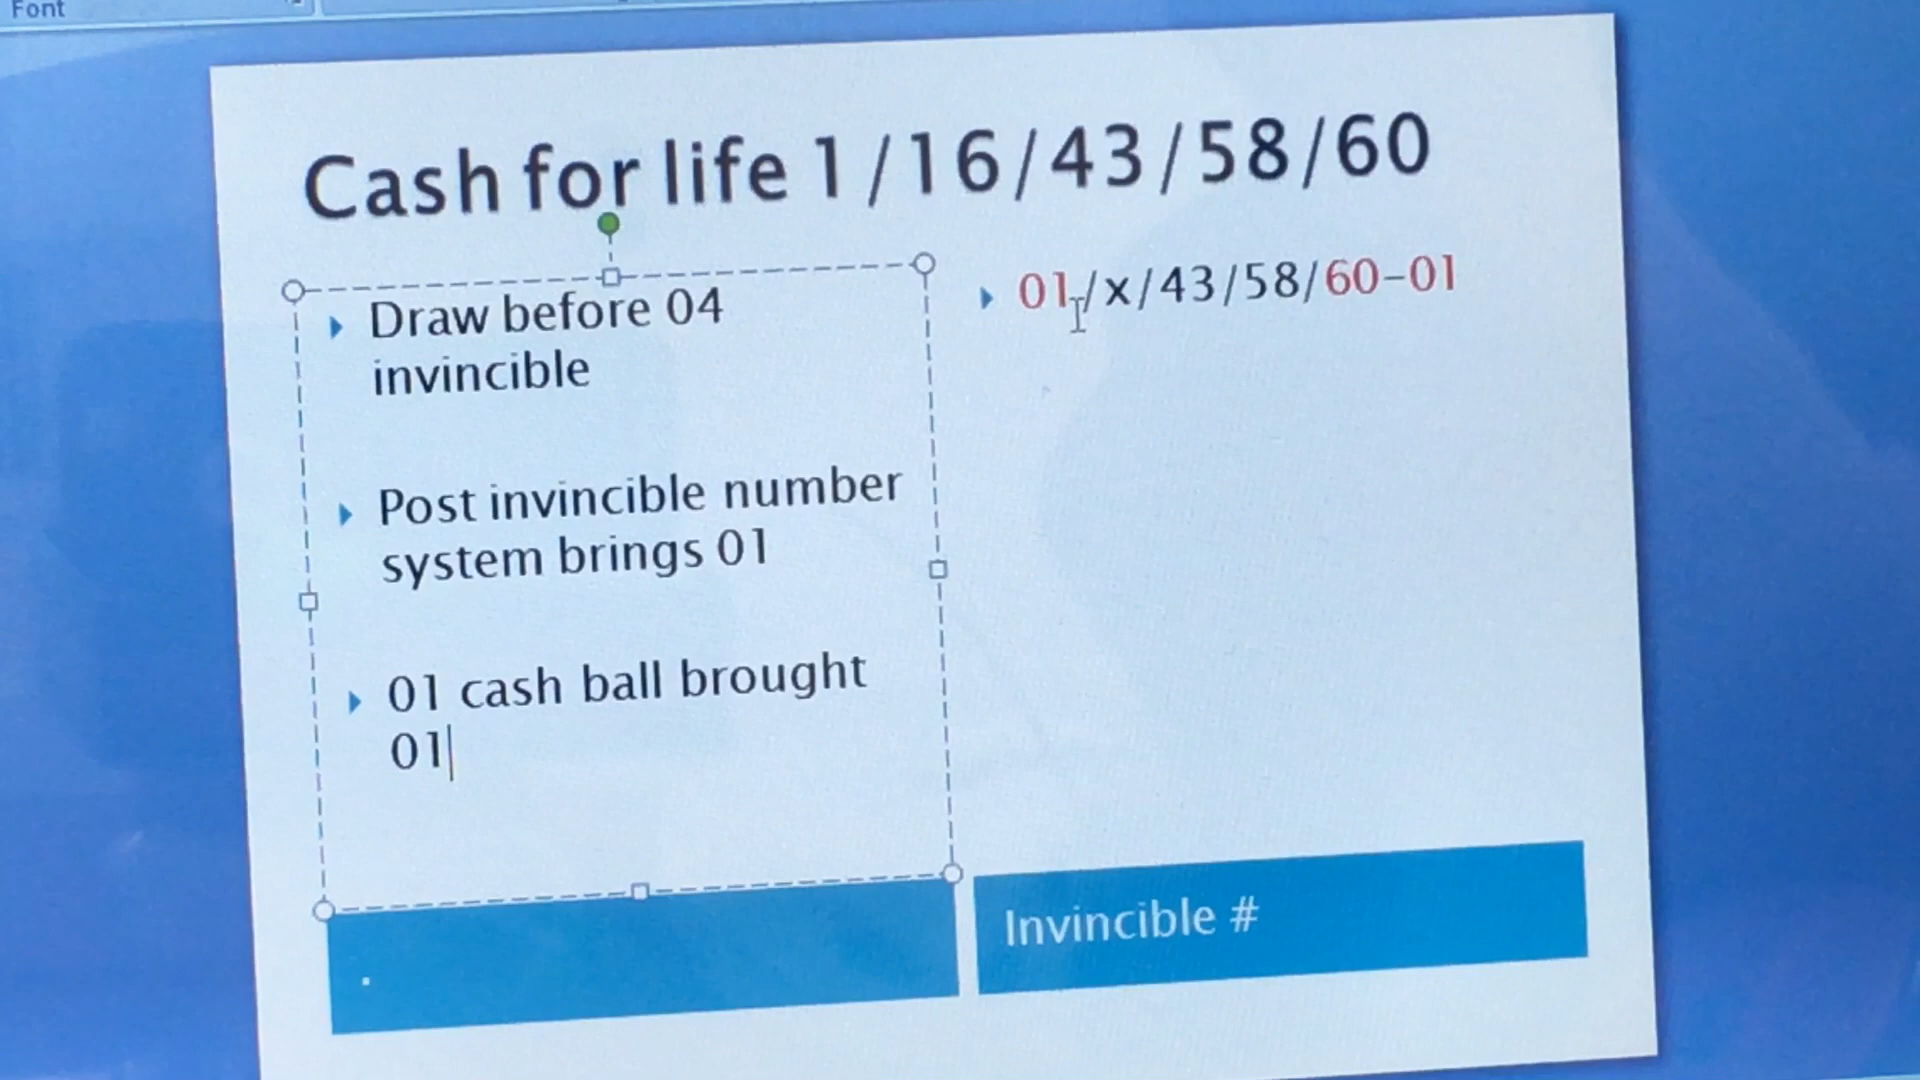 Font
Cash for life 1/16/43/58/60
Draw before 04
invincible
Post invincible number
system brings 01
01 cash ball brought
01
01/x/43/58/60-01
.
Invincible #